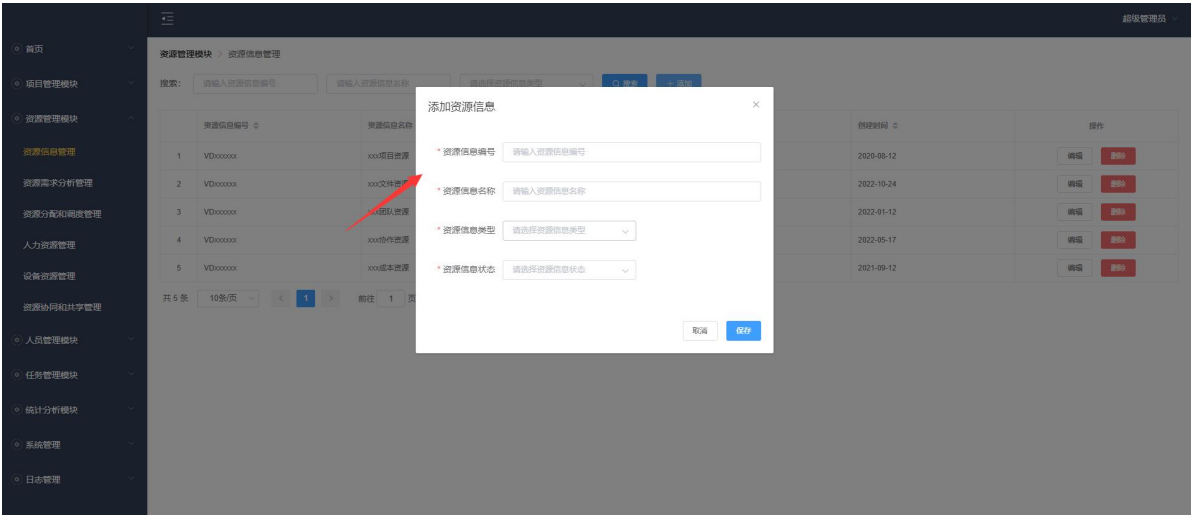 超级管理员
首页
项目管理模块
资源管理模块
资源信息管理
资源需求分析管理
资源分配和调度管理
人力资源管理
设备资源管理
资源协同和共享管理
人员管理模块
任务管理模块
统计分析模块
系统管理
日志管理
资源管理模块 > 资源信息管理
搜索: 请输入资源信息编号 请输入资源信息名称 请选择资源信息类型 搜索 + 添加
资源信息编号 资源信息名称 创建时间 操作
1 VDxxxxxx xxx项目资源 2020-08-12 编辑 删除
2 VDxxxxxx xxx文件资源 2022-10-24 编辑 删除
3 VDxxxxxx xxx团队资源 2022-01-12 编辑 删除
4 VDxxxxxx xxx协作资源 2022-05-17 编辑 删除
5 VDxxxxxx xxx成本资源 2021-09-12 编辑 删除
共 5 条 10条/页 < 1 > 前往 1 页
添加资源信息
* 资源信息编号 请输入资源信息编号
* 资源信息名称 请输入资源信息名称
* 资源信息类型 请选择资源信息类型
* 资源信息状态 请选择资源信息状态
取消 保存